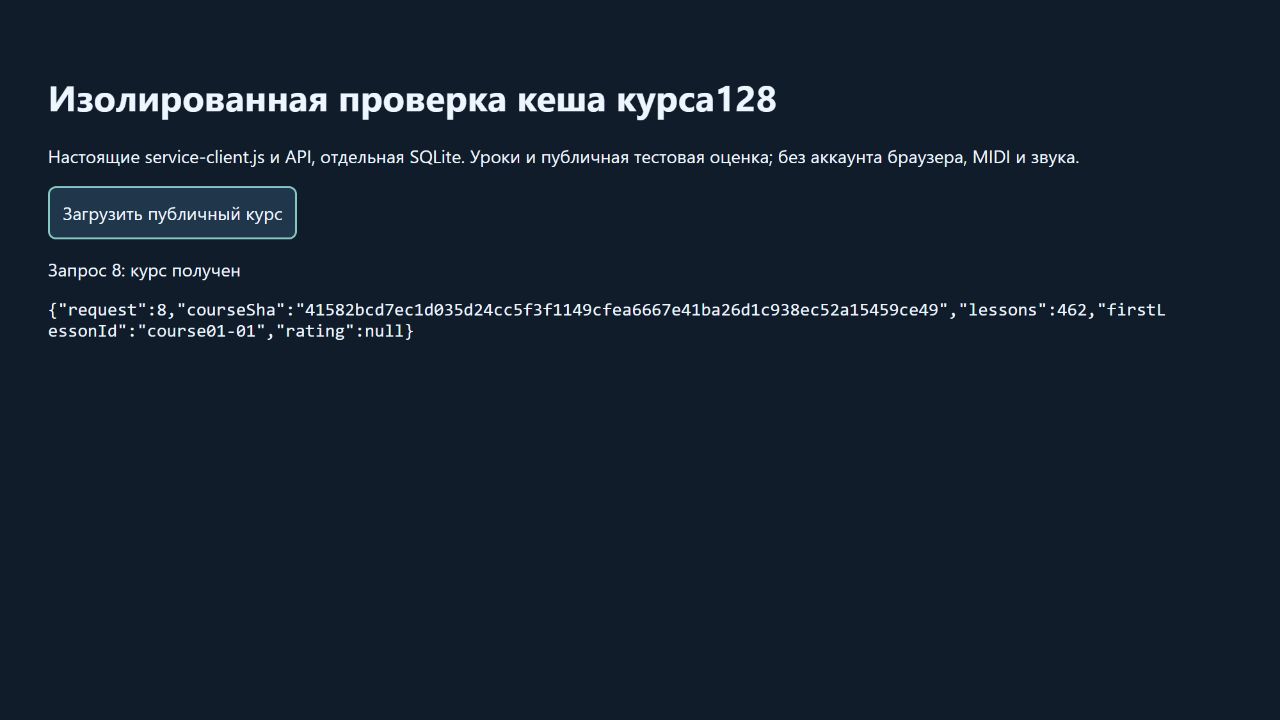 Изолированная проверка кеша курса128
Настоящие service-client.js и API, отдельная SQLite. Уроки и публичная тестовая оценка; без аккаунта браузера, MIDI и звука.
Загрузить публичный курс
Запрос 8: курс получен
{"request":8,"courseSha":"41582bcd7ec1d035d24cc5f3f1149cfea6667e41ba26d1c938ec52a15459ce49","lessons":462,"firstL
essonId":"course01-01","rating":null}